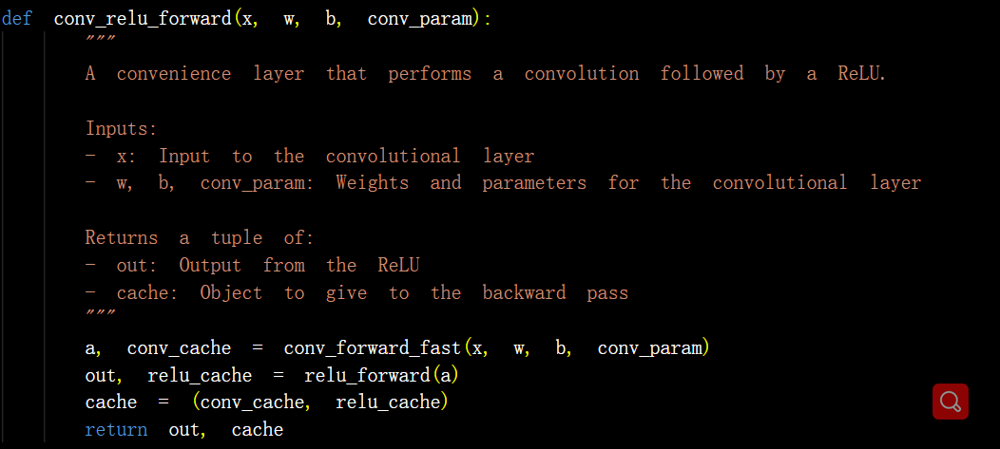 def conv_relu_forward(x, w, b, conv_param):
"""
A convenience layer that performs a convolution followed by a ReLU.
Inputs:
- x: Input to the convolutional layer
- w, b, conv_param: Weights and parameters for the convolutional layer
Returns a tuple of:
- out: Output from the ReLU
- cache: Object to give to the backward pass
"""
a, conv_cache = conv_forward_fast(x, w, b, conv_param)
out, relu_cache = relu_forward(a)
cache = (conv_cache, relu_cache)
return out, cache